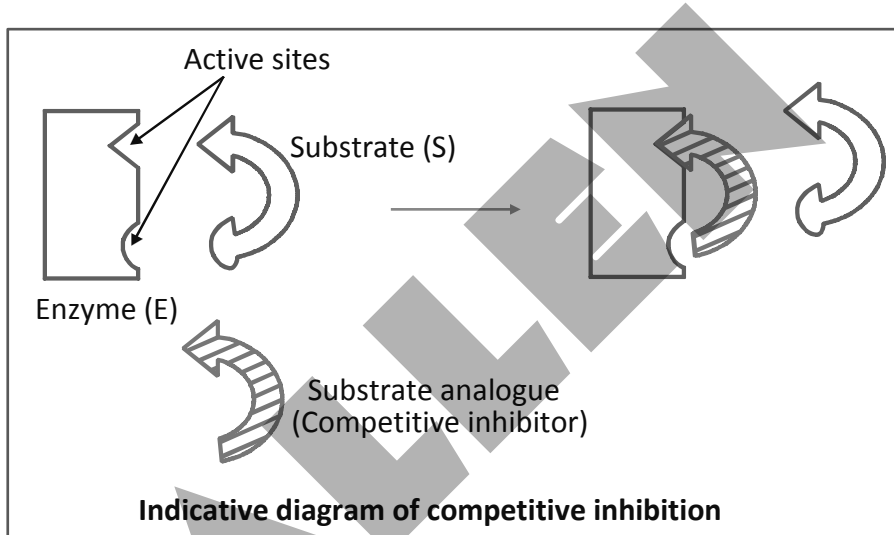 Active sites
Substrate (S)
Enzyme (E)
Substrate analogue
(Competitive inhibitor)
Indicative diagram of competitive inhibition
ALLEN